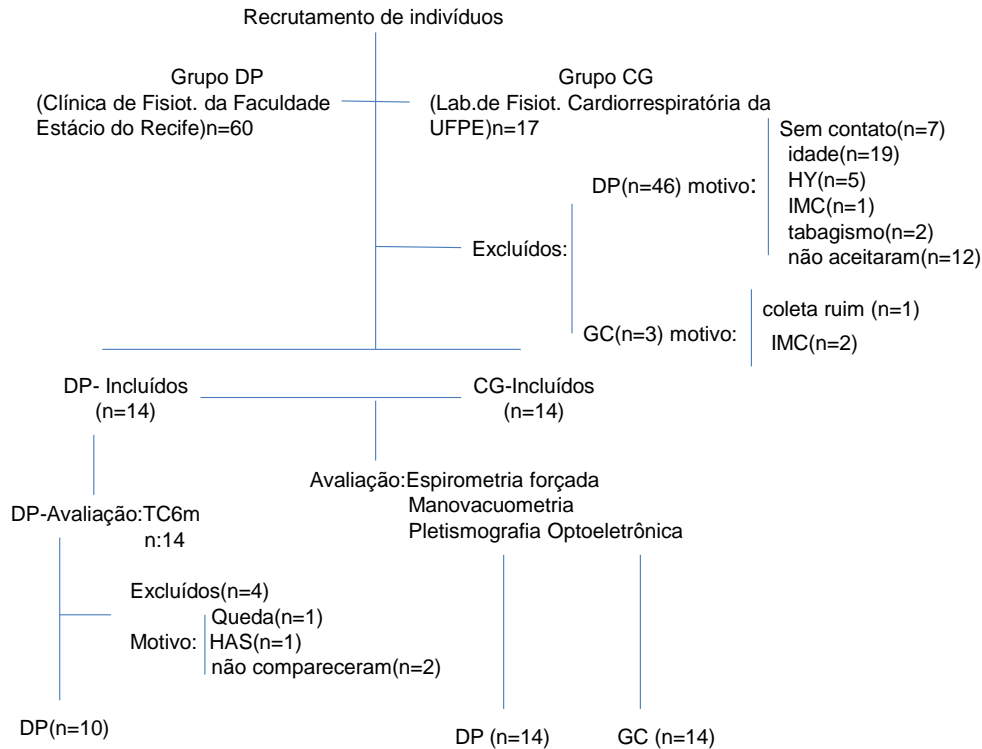 Recrutamento de indivíduos
Grupo DP
(Clínica de Fisiot. da Faculdade
Estácio do Recife)n=60
Grupo CG
(Lab.de Fisiot. Cardiorrespiratória da
UFPE)n=17
Excluídos:
DP(n=46) motivo:
Sem contato(n=7)
idade(n=19)
HY(n=5)
IMC(n=1)
tabagismo(n=2)
não aceitaram(n=12)
GC(n=3) motivo:
coleta ruim (n=1)
IMC(n=2)
DP- Incluídos
(n=14)
CG-Incluídos
(n=14)
Avaliação:Espirometria forçada
Manovacuometria
Pletismografia Optoeletrônica
DP-Avaliação:TC6m
n:14
Excluídos(n=4)
Motivo:
Queda(n=1)
HAS(n=1)
não compareceram(n=2)
DP(n=10)
DP (n=14)
GC (n=14)